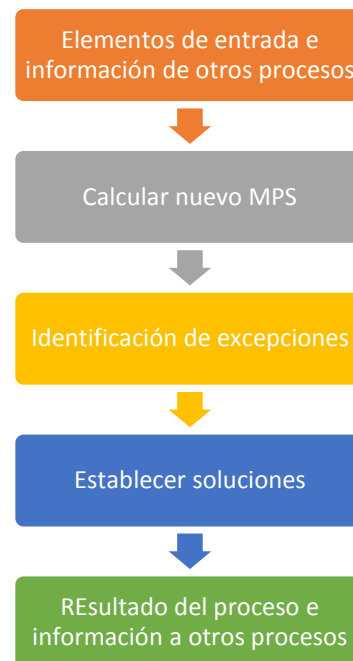 Elementos de entrada e
información de otros procesos
Calcular nuevo MPS
Identificación de excepciones
Establecer soluciones
REsultado del proceso e
información a otros procesos